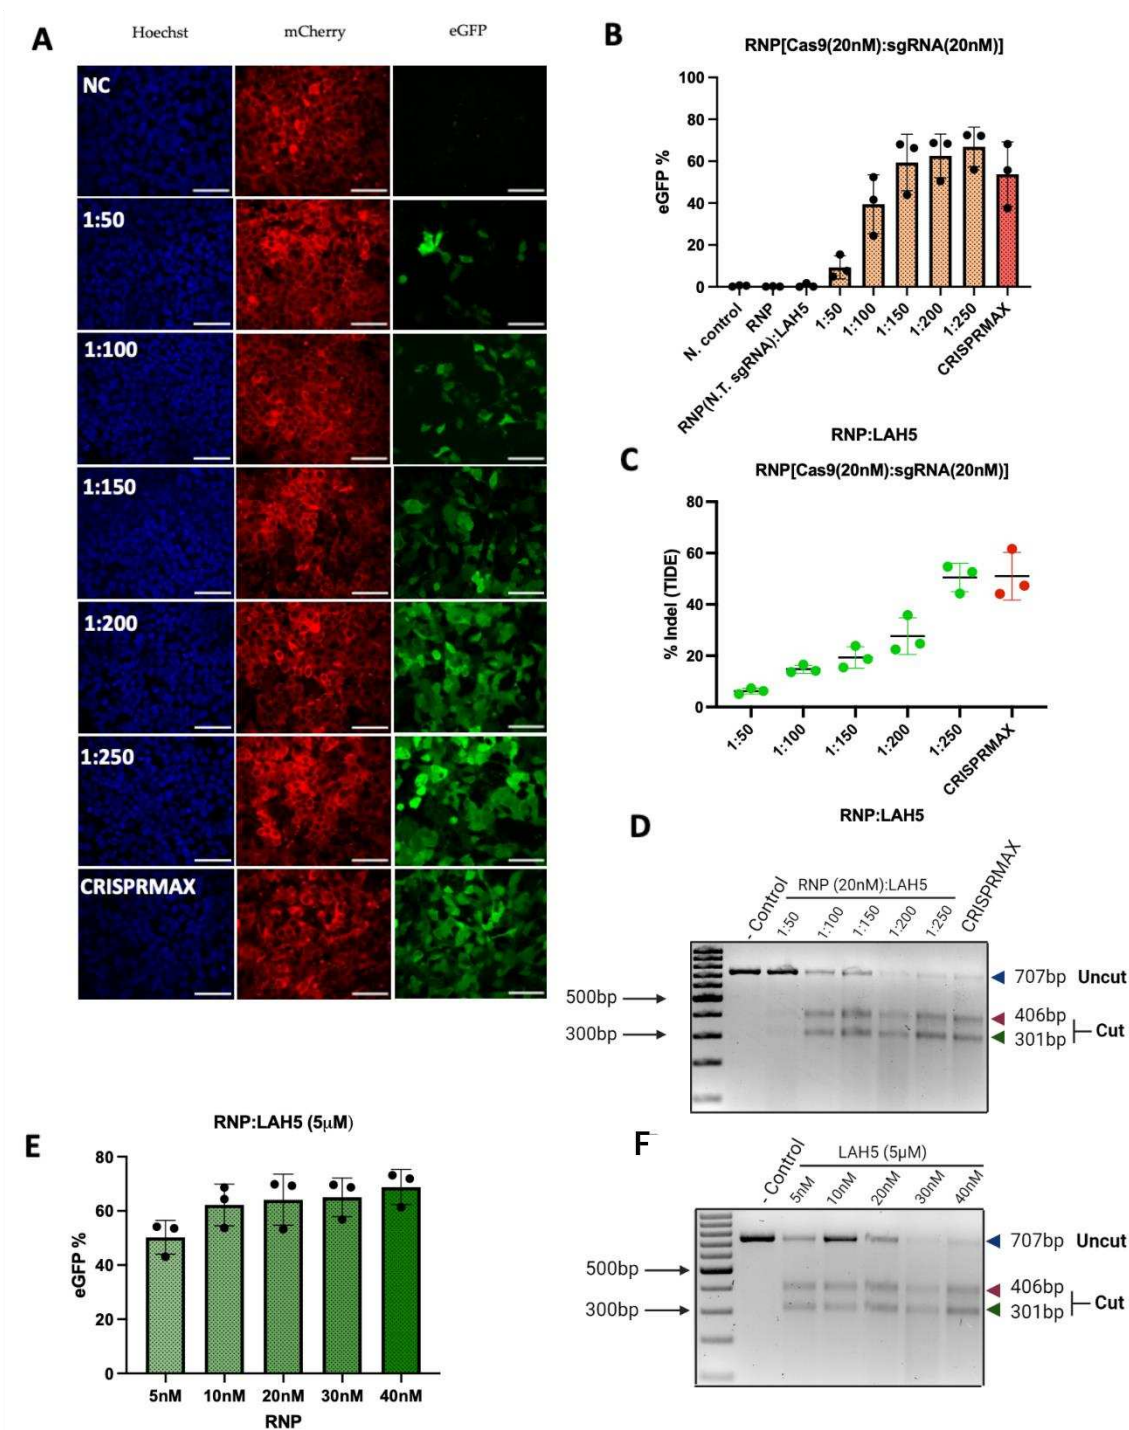 A
Hoechst
mCherry
eGFP
NC
1:50
1:100
1:150
1:200
1:250
CRISPRMAX
B
RNP[Cas9(20nM):sgRNA(20nM)]
eGFP %
100
80
60
40
20
0
N. control
RNP
RNP(N.T. sgRNA):LAH5
1:50
1:100
1:150
1:200
1:250
CRISPRMAX
RNP:LAH5
C
RNP[Cas9(20nM):sgRNA(20nM)]
% Indel (TIDE)
80
60
40
20
0
1:50
1:100
1:150
1:200
1:250
CRISPRMAX
RNP:LAH5
D
- Control
RNP (20nM):LAH5
1:50
1:100
1:150
1:200
1:250
CRISPRMAX
500bp
300bp
707bp Uncut
406bp
301bp
Cut
E
RNP:LAH5 (5µM)
eGFP %
80
60
40
20
0
5nM
10nM
20nM
30nM
40nM
RNP
F
- Control
LAH5 (5µM)
5nM
10nM
20nM
30nM
40nM
500bp
300bp
707bp Uncut
406bp
301bp
Cut